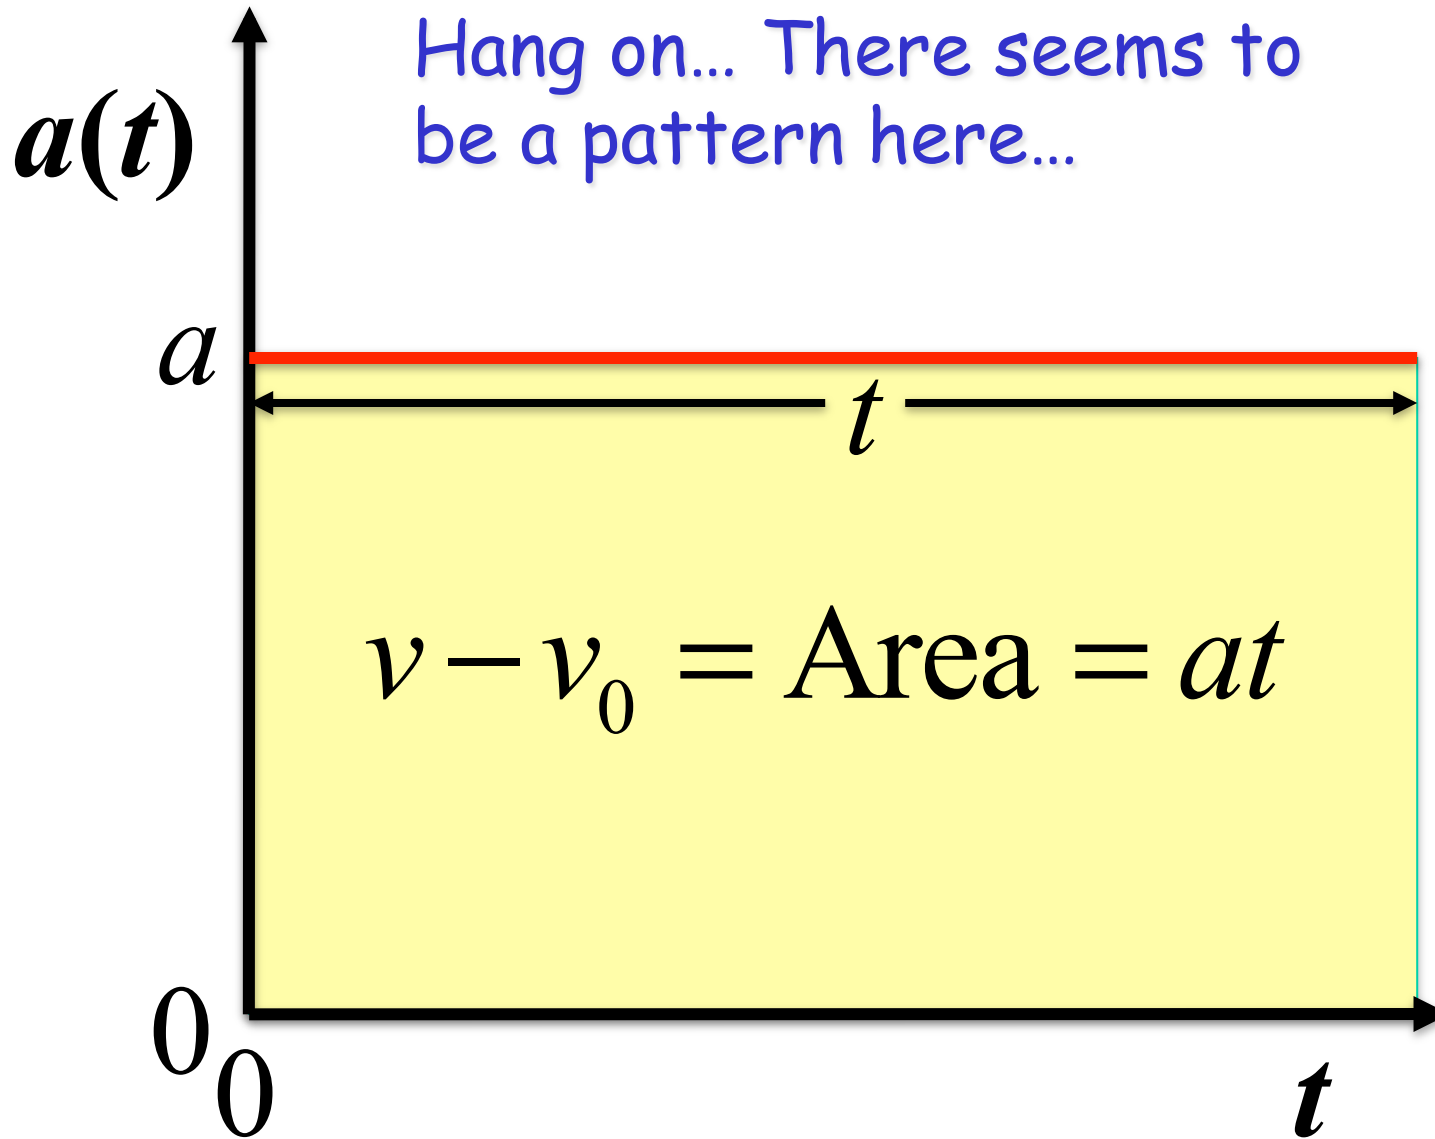 Hang on… There seems to
be a pattern here…
a(t)
a
t
v − v₀ = Area = at
0
0
t